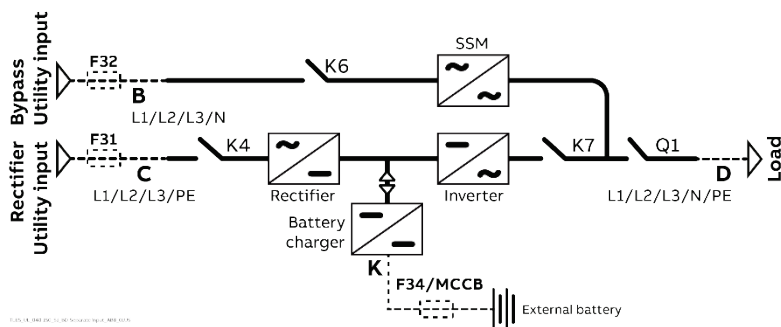 Bypass
Utility input
F32
B
L1/L2/L3/N
K6
SSM
Rectifier
Utility input
F31
C
L1/L2/L3/PE
K4
Rectifier
Inverter
K7
Q1
D
L1/L2/L3/N/PE
Load
Battery
charger
K
F34/MCCB
External battery